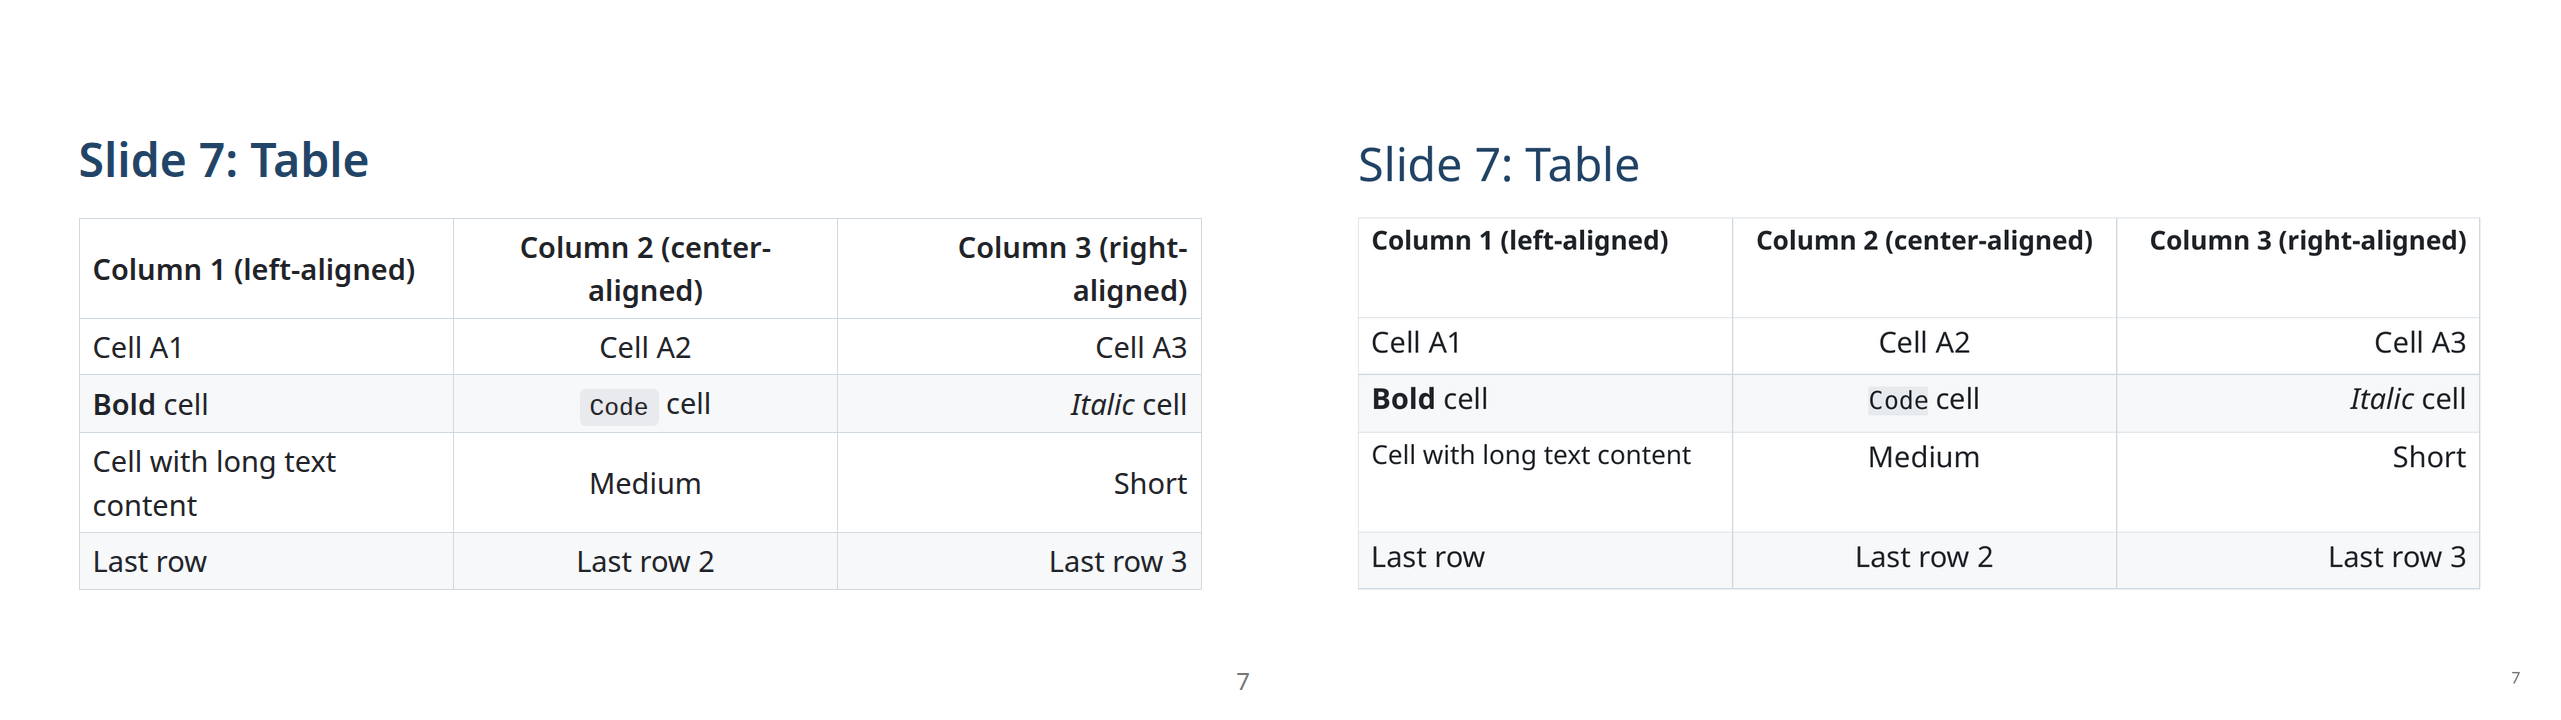 Slide 7: Table
Column 1 (left-aligned)
Column 2 (center-
aligned)
Column 3 (right-
aligned)
Cell A1
Cell A2
Cell A3
Bold cell
Code cell
Italic cell
Cell with long text
content
Medium
Short
Last row
Last row 2
Last row 3
7
Slide 7: Table
Column 1 (left-aligned)
Column 2 (center-aligned)
Column 3 (right-aligned)
Cell A1
Cell A2
Cell A3
Bold cell
Code cell
Italic cell
Cell with long text content
Medium
Short
Last row
Last row 2
Last row 3
7